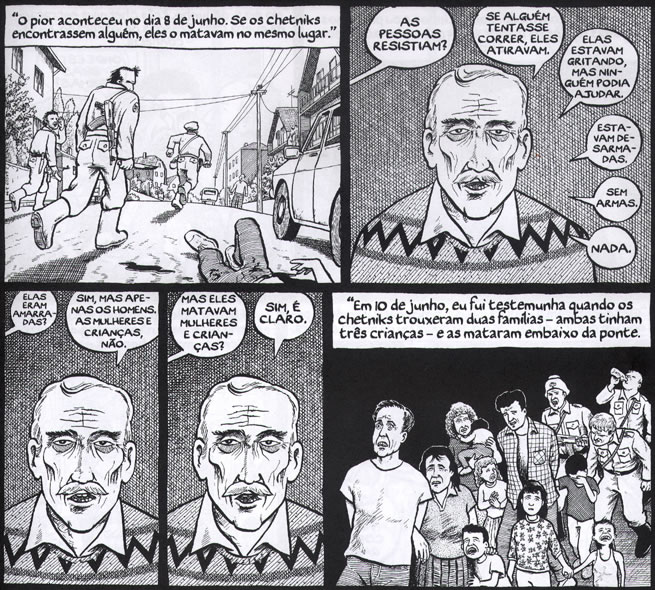 "O pior aconteceu no dia 8 de junho. Se os chetniks
encontrassem alguém, eles o matavam no mesmo lugar."
AS
PESSOAS
RESISTIAM?
SE ALGUÉM
TENTASSE
CORRER, ELES
ATIRAVAM.
ELAS
ESTAVAM
GRITANDO,
MAS NIN-
GUÉM PODIA
AJUDAR.
ESTA-
VAM DE-
SARMA-
DAS.
SEM
ARMAS.
NADA.
ELAS
ERAM
AMARRA-
DAS?
SIM, MAS APE-
NAS OS HOMENS.
AS MULHERES E
CRIANÇAS,
NÃO.
MAS ELES
MATAVAM
MULHERES
E CRIAN-
ÇAS?
SIM, É
CLARO.
"Em 10 de junho, eu fui testemunha quando os
chetniks trouxeram duas famílias – ambas tinham
três crianças – e as mataram embaixo da ponte.